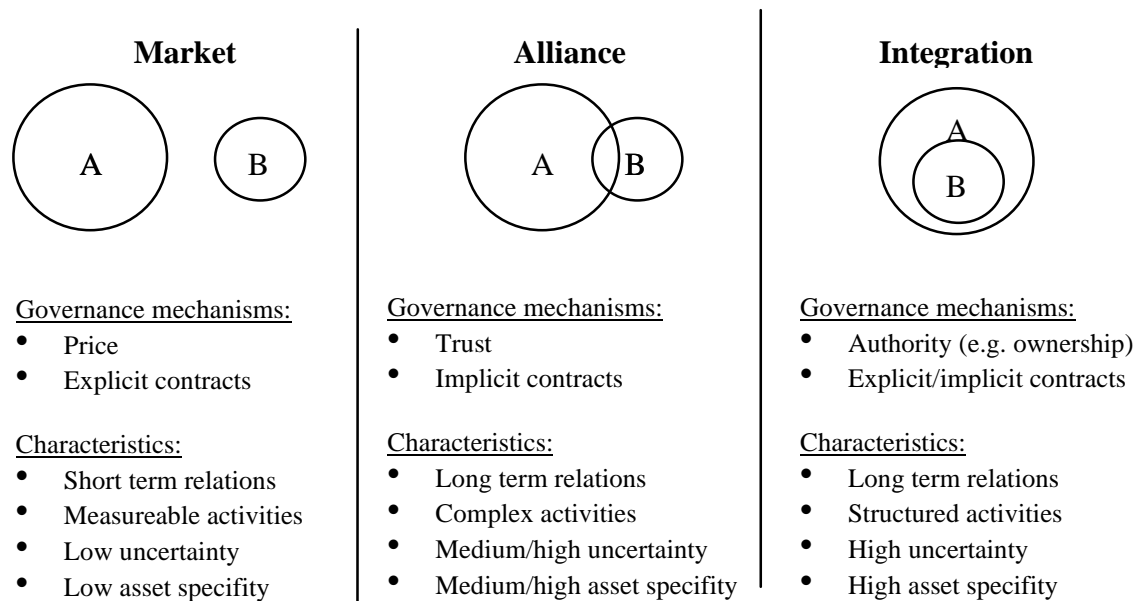 Market
A
B
Governance mechanisms:
• Price
• Explicit contracts
Characteristics:
• Short term relations
• Measureable activities
• Low uncertainty
• Low asset specifity
Alliance
A
B
Governance mechanisms:
• Trust
• Implicit contracts
Characteristics:
• Long term relations
• Complex activities
• Medium/high uncertainty
• Medium/high asset specifity
Integration
A
B
Governance mechanisms:
• Authority (e.g. ownership)
• Explicit/implicit contracts
Characteristics:
• Long term relations
• Structured activities
• High uncertainty
• High asset specifity